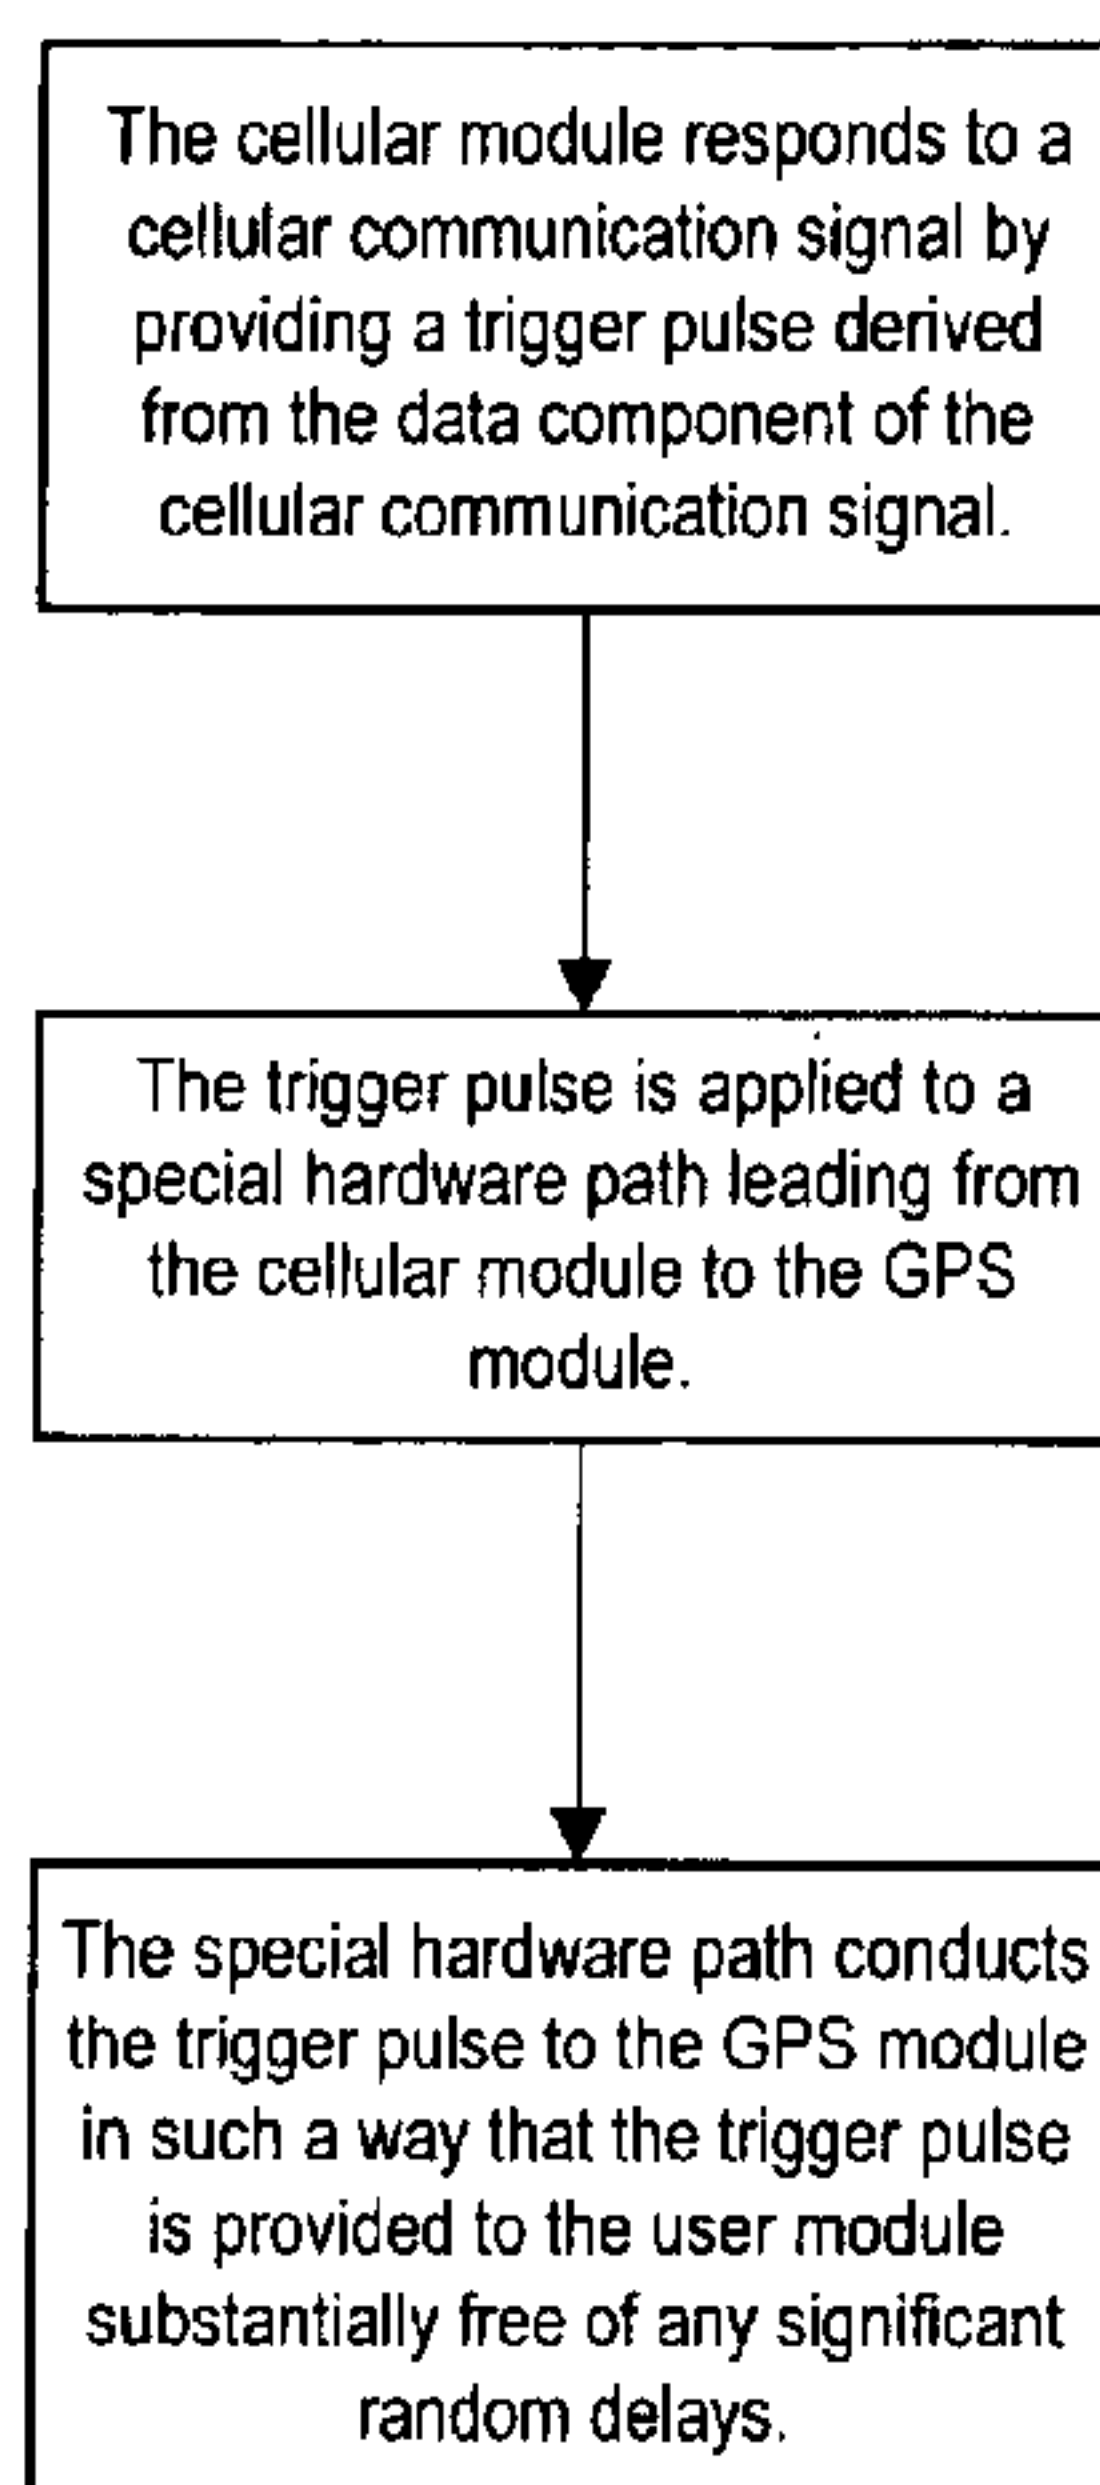 The cellular module responds to a
cellular communication signal by
providing a trigger pulse derived
from the data component of the
cellular communication signal.
The trigger pulse is applied to a
special hardware path leading from
the cellular module to the GPS
module.
The special hardware path conducts
the trigger pulse to the GPS module
in such a way that the trigger pulse
is provided to the user module
substantially free of any significant
random delays.